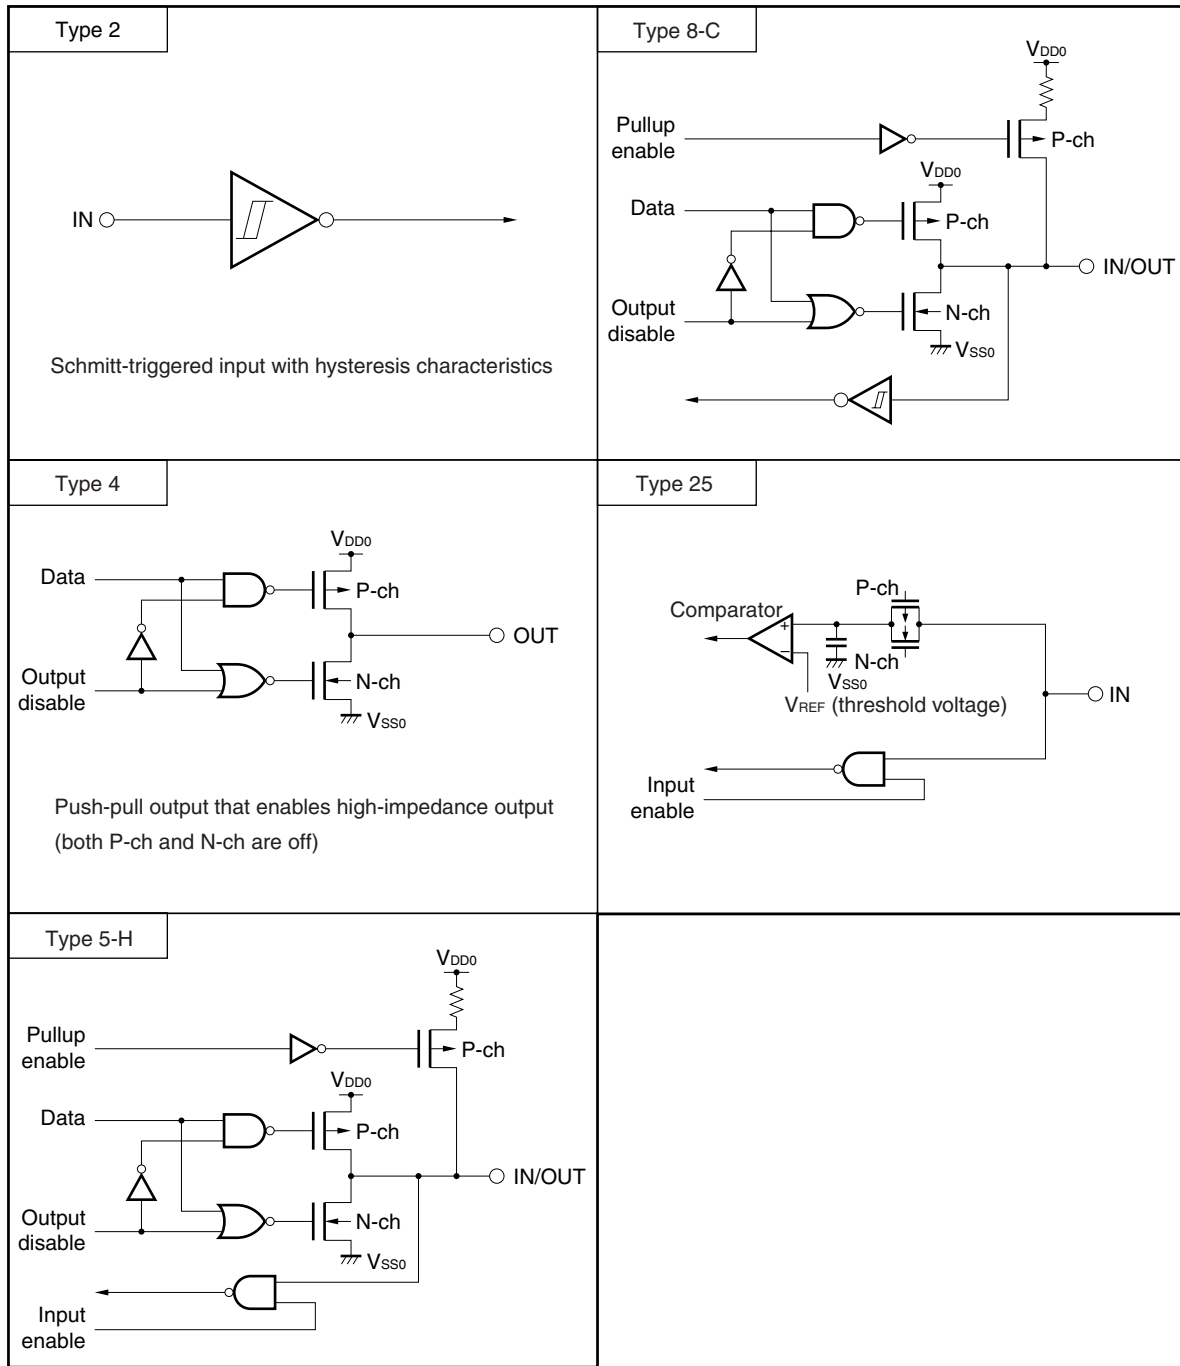 Type 2
IN
Schmitt-triggered input with hysteresis characteristics
Type 8-C
VDD0
Pullup
enable
P-ch
VDD0
Data
P-ch
IN/OUT
Output
disable
N-ch
VSS0
Type 4
VDD0
Data
P-ch
OUT
Output
disable
N-ch
VSS0
Push-pull output that enables high-impedance output
(both P-ch and N-ch are off)
Type 25
P-ch
Comparator
+
−
N-ch
VSS0
VREF (threshold voltage)
IN
Input
enable
Type 5-H
VDD0
Pullup
enable
P-ch
VDD0
Data
P-ch
IN/OUT
Output
disable
N-ch
VSS0
Input
enable